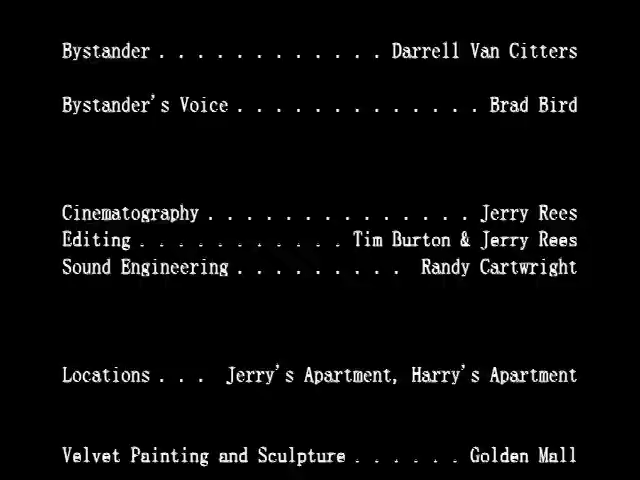 Bystander . . . . . . . . . . . . Darrell Van Citters
Bystander's Voice . . . . . . . . . . . . . Brad Bird
Cinematography . . . . . . . . . . . . . . Jerry Rees
Editing . . . . . . . . . . . Tim Burton & Jerry Rees
Sound Engineering . . . . . . . . . Randy Cartwright
Locations . . . Jerry's Apartment, Harry's Apartment
Velvet Painting and Sculpture . . . . . . Golden Mall